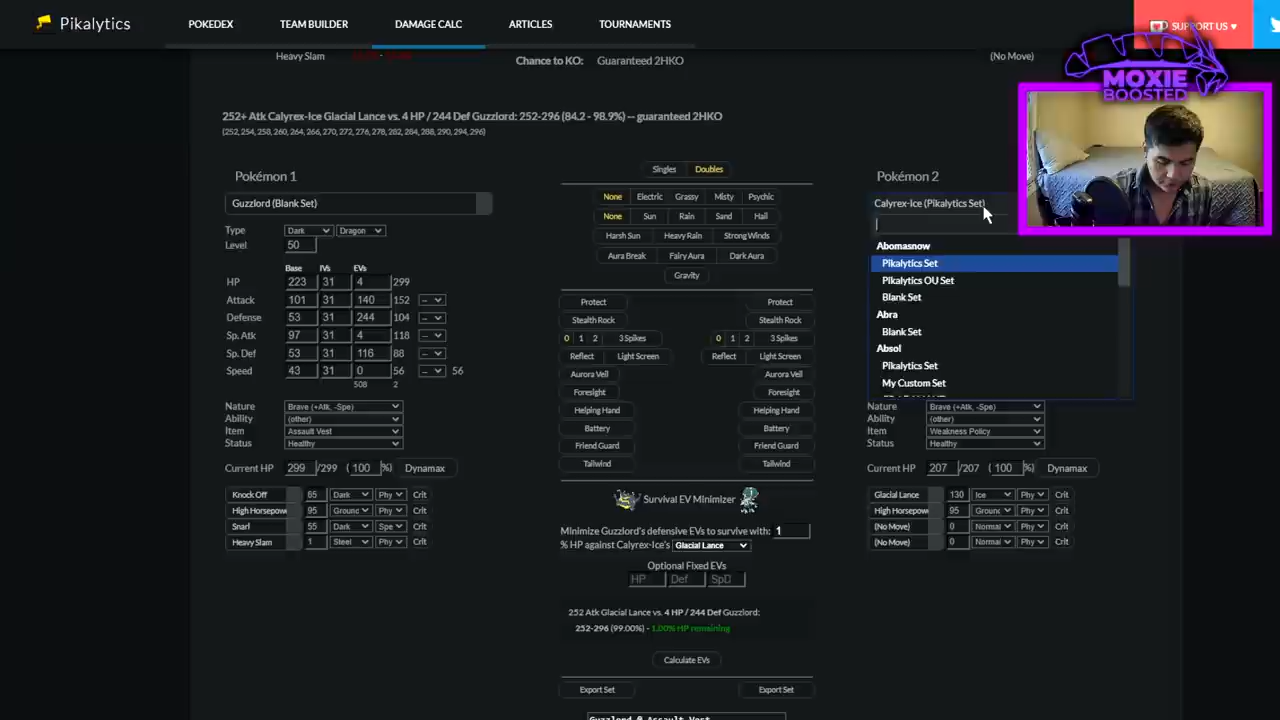 Pikalytics
POKEDEX
TEAM BUILDER
DAMAGE CALC
ARTICLES
TOURNAMENTS
SUPPORT US ♥
MOXIE
BOOSTED
Heavy Slam
(No Move)
Chance to KO: Guaranteed 2HKO
252+ Atk Calyrex-Ice Glacial Lance vs. 4 HP / 244 Def Guzzlord: 252-296 (84.2 - 98.9%) -- guaranteed 2HKO
(252, 254, 258, 260, 264, 266, 270, 272, 276, 278, 282, 284, 288, 290, 294, 296)
Pokémon 1
Guzzlord (Blank Set)
Type Dark Dragon
Level 50
Base IVs EVs
HP 223 31 4 299
Attack 101 31 140 152 --
Defense 53 31 244 104 --
Sp. Atk 97 31 4 118 --
Sp. Def 53 31 116 88 --
Speed 43 31 0 56 -- 56
508 2
Nature Brave (+Atk, -Spe)
Ability (other)
Item Assault Vest
Status Healthy
Current HP 299 /299 ( 100 %) Dynamax
Knock Off 65 Dark Phy Crit
High Horsepow 95 Ground Phy Crit
Snarl 55 Dark Spe Crit
Heavy Slam 1 Steel Phy Crit
Singles Doubles
None Electric Grassy Misty Psychic
None Sun Rain Sand Hail
Harsh Sun Heavy Rain Strong Winds
Aura Break Fairy Aura Dark Aura
Gravity
Protect Protect
Stealth Rock Stealth Rock
0 1 2 3 Spikes 0 1 2 3 Spikes
Reflect Light Screen Reflect Light Screen
Aurora Veil Aurora Veil
Foresight Foresight
Helping Hand Helping Hand
Battery Battery
Friend Guard Friend Guard
Tailwind Tailwind
Survival EV Minimizer
Minimize Guzzlord's defensive EVs to survive with: 1
% HP against Calyrex-Ice's Glacial Lance
Optional Fixed EVs
HP Def SpD
252 Atk Glacial Lance vs. 4 HP / 244 Def Guzzlord:
252-296 (99.00%) - 1.00% HP remaining
Calculate EVs
Export Set Export Set
Guzzlord @ Assault Vest
Pokémon 2
Calyrex-Ice (Pikalytics Set)
Abomasnow
Pikalytics Set
Pikalytics OU Set
Blank Set
Abra
Blank Set
Absol
Pikalytics Set
My Custom Set
Nature Brave (+Atk, -Spe)
Ability (other)
Item Weakness Policy
Status Healthy
Current HP 207 /207 ( 100 %) Dynamax
Glacial Lance 130 Ice Phy Crit
High Horsepow 95 Ground Phy Crit
(No Move) 0 Normal Phy Crit
(No Move) 0 Normal Phy Crit